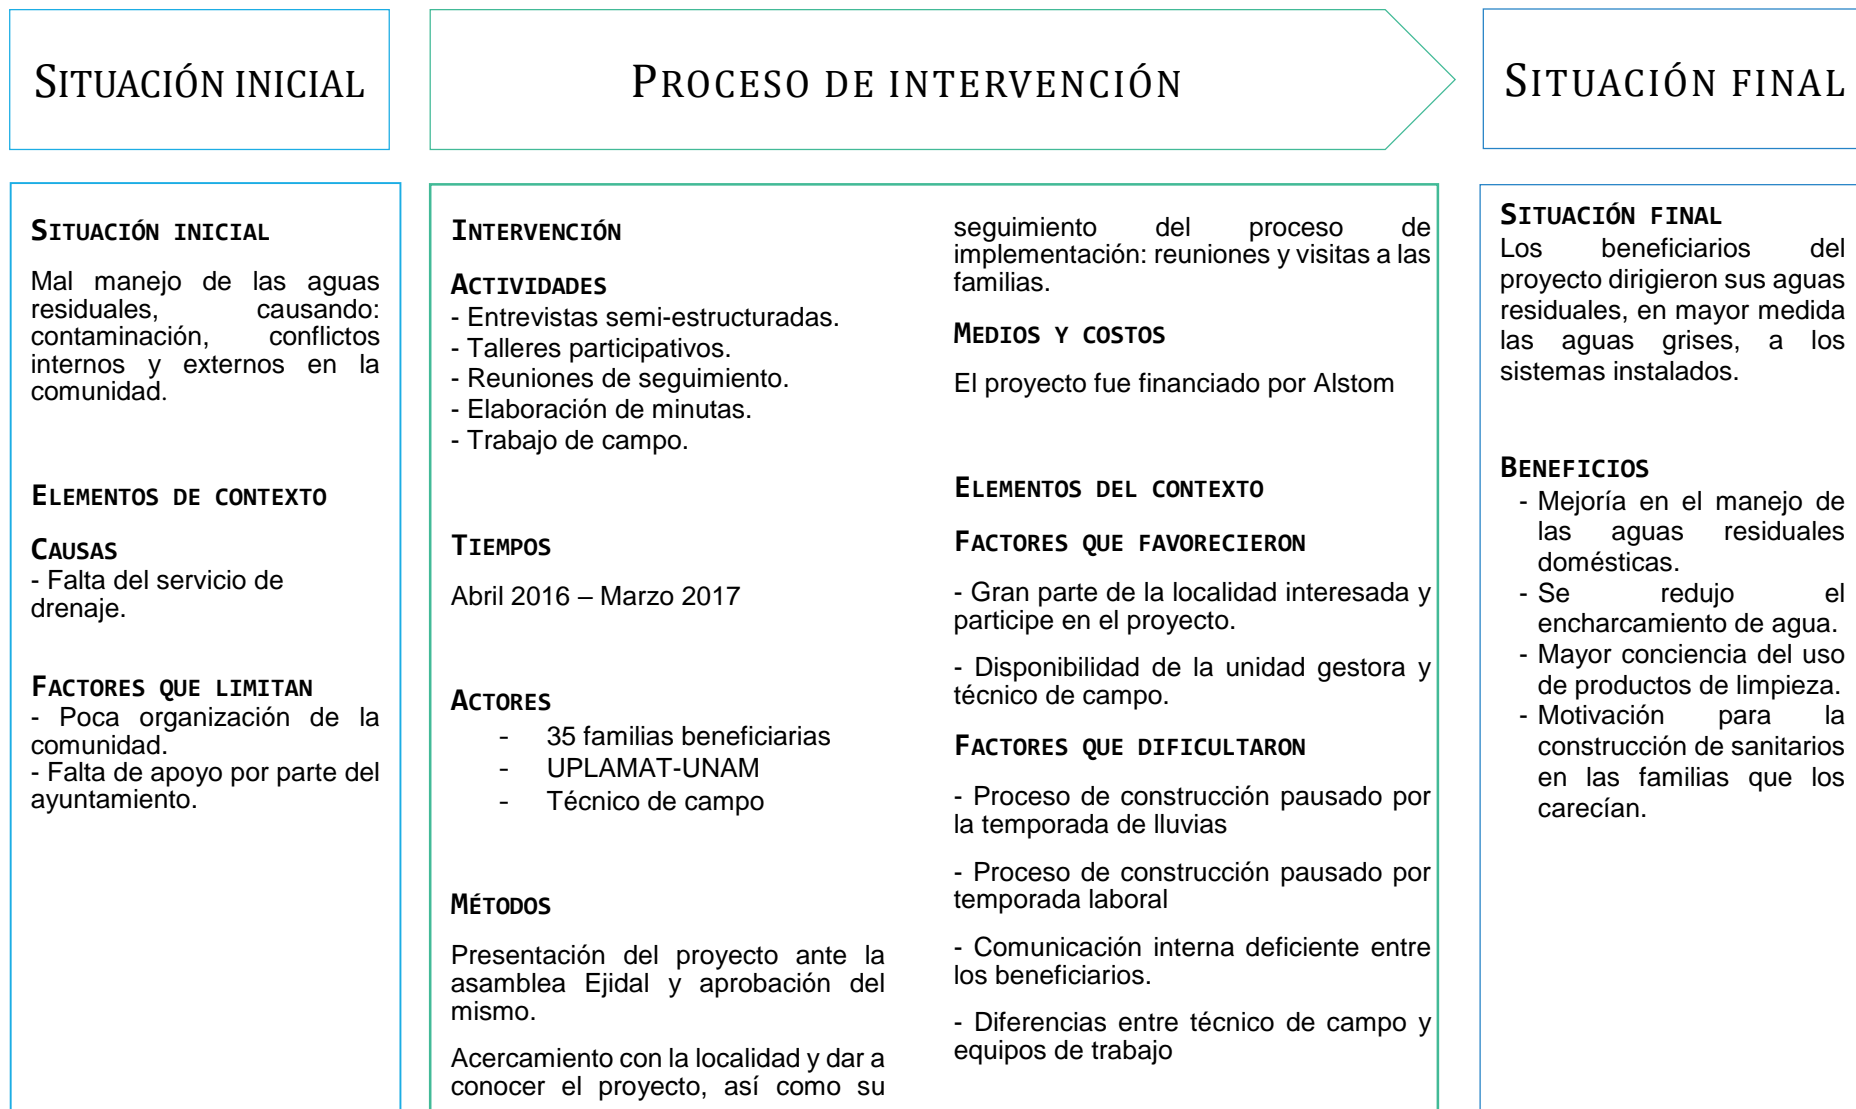 SITUACIÓN INICIAL
PROCESO DE INTERVENCIÓN
SITUACIÓN FINAL
SITUACIÓN INICIAL
Mal manejo de las aguas
residuales, causando:
contaminación, conflictos
internos y externos en la
comunidad.
ELEMENTOS DE CONTEXTO
CAUSAS
- Falta del servicio de
drenaje.
FACTORES QUE LIMITAN
- Poca organización de la
comunidad.
- Falta de apoyo por parte del
ayuntamiento.
INTERVENCIÓN
ACTIVIDADES
- Entrevistas semi-estructuradas.
- Talleres participativos.
- Reuniones de seguimiento.
- Elaboración de minutas.
- Trabajo de campo.
TIEMPOS
Abril 2016 – Marzo 2017
ACTORES
- 35 familias beneficiarias
- UPLAMAT-UNAM
- Técnico de campo
MÉTODOS
Presentación del proyecto ante la
asamblea Ejidal y aprobación del
mismo.
Acercamiento con la localidad y dar a
conocer el proyecto, así como su
seguimiento del proceso de
implementación: reuniones y visitas a las
familias.
MEDIOS Y COSTOS
El proyecto fue financiado por Alstom
ELEMENTOS DEL CONTEXTO
FACTORES QUE FAVORECIERON
- Gran parte de la localidad interesada y
participe en el proyecto.
- Disponibilidad de la unidad gestora y
técnico de campo.
FACTORES QUE DIFICULTARON
- Proceso de construcción pausado por
la temporada de lluvias
- Proceso de construcción pausado por
temporada laboral
- Comunicación interna deficiente entre
los beneficiarios.
- Diferencias entre técnico de campo y
equipos de trabajo
SITUACIÓN FINAL
Los beneficiarios del
proyecto dirigieron sus aguas
residuales, en mayor medida
las aguas grises, a los
sistemas instalados.
BENEFICIOS
- Mejoría en el manejo de
las aguas residuales
domésticas.
- Se redujo el
encharcamiento de agua.
- Mayor conciencia del uso
de productos de limpieza.
- Motivación para la
construcción de sanitarios
en las familias que los
carecían.